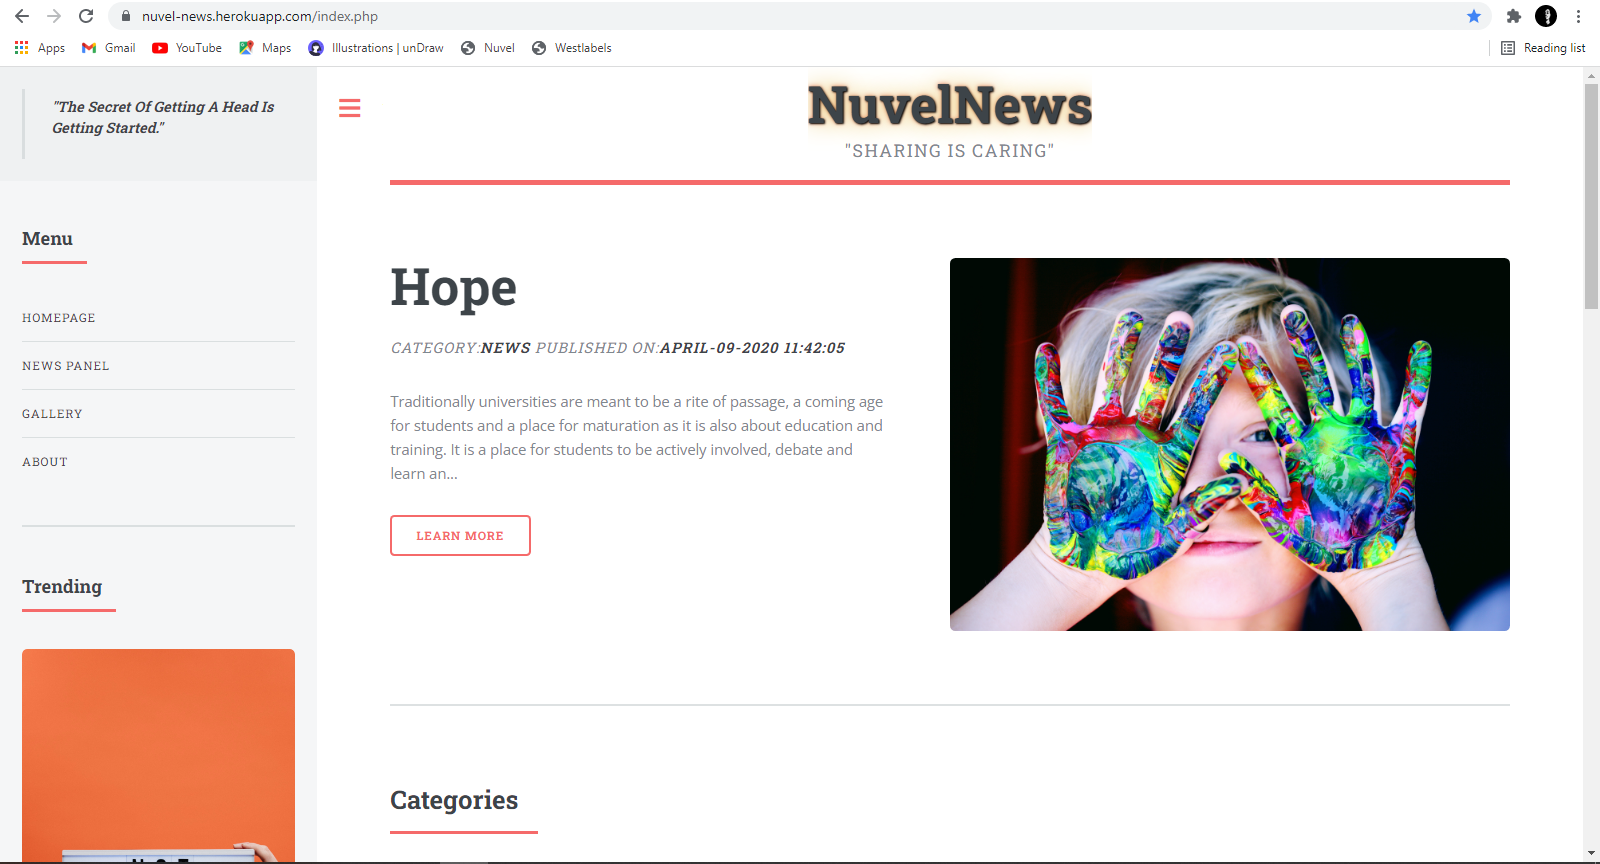 nuvel-news.herokuapp.com/index.php
Apps Gmail YouTube Maps Illustrations | unDraw Nuvel Westlabels Reading list
"The Secret Of Getting A Head Is
Getting Started."
Menu
HOMEPAGE
NEWS PANEL
GALLERY
ABOUT
Trending
NuvelNews
"SHARING IS CARING"
Hope
CATEGORY:NEWS PUBLISHED ON:APRIL-09-2020 11:42:05
Traditionally universities are meant to be a rite of passage, a coming age
for students and a place for maturation as it is also about education and
training. It is a place for students to be actively involved, debate and
learn an...
LEARN MORE
Categories